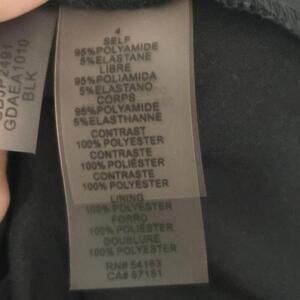 4
SELF
95%POLYAMIDE
5%ELASTANE
LIBRE
95%POLIAMIDA
5%ELASTANO
CORPS
95%POLYAMIDE
5%ELASTHANNE
CONTRAST
100% POLYESTER
CONTRASTE
100% POLIÉSTER
CONTRASTE
100% POLYESTER
LINING
100% POLYESTER
FORRO
100% POLIÉSTER
DOUBLURE
100% POLYESTER
RN# 54163
CA# 57151
GDAEA1010
BLK